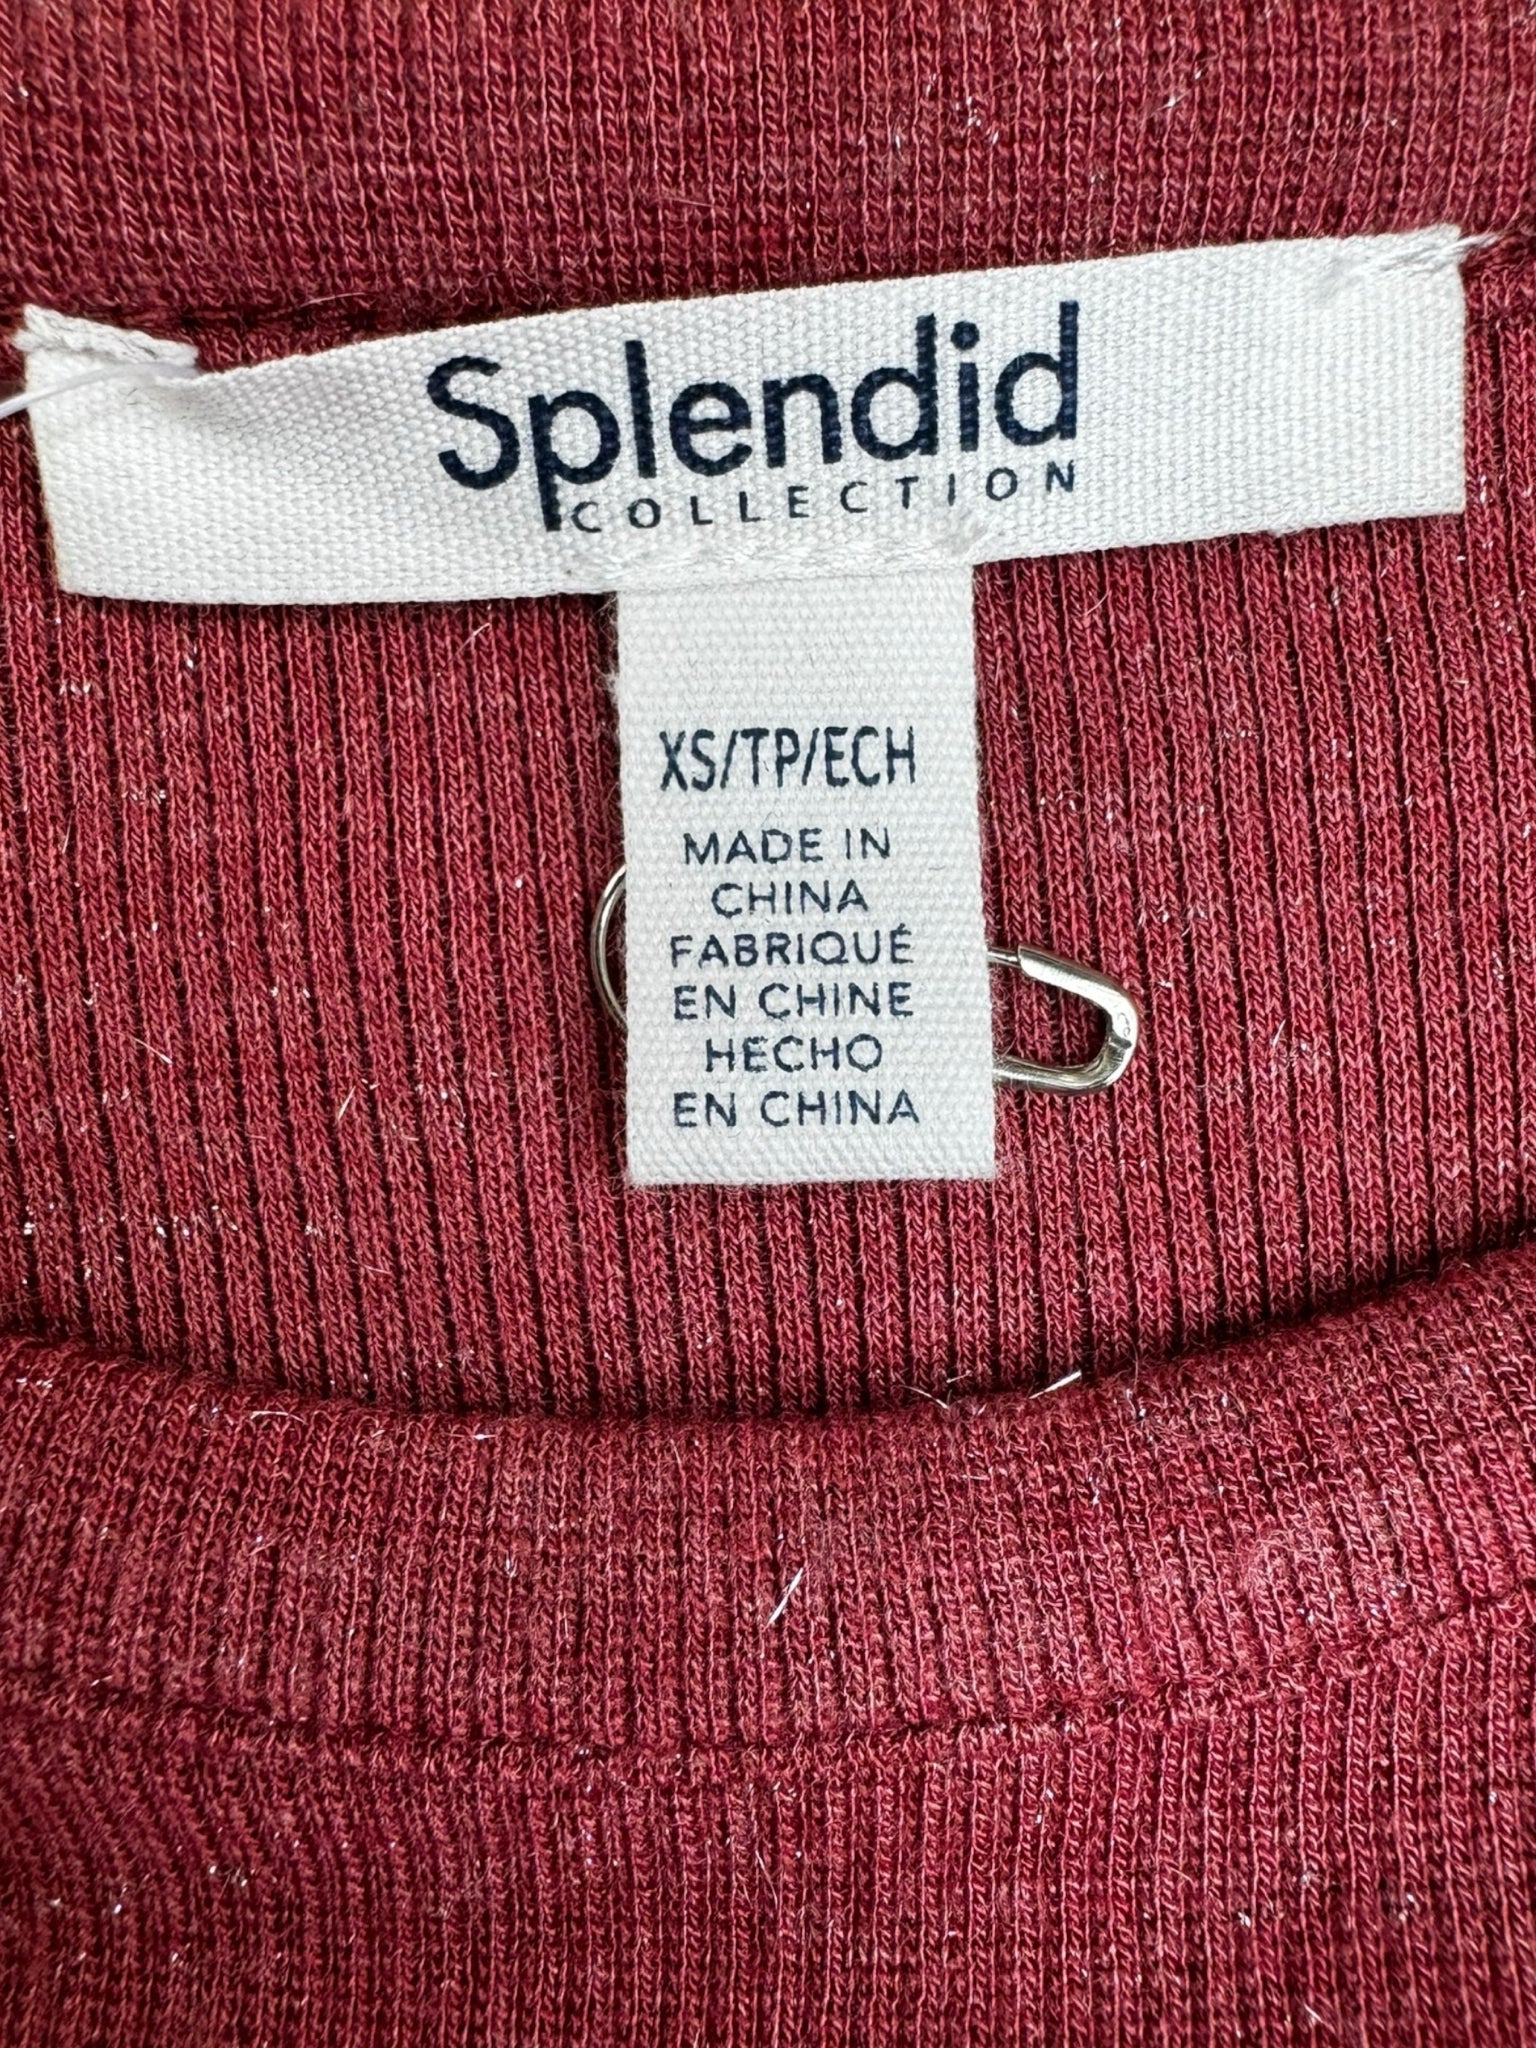 Splendid
COLLECTION
XS/TP/ECH
MADE IN
CHINA
FABRIQUÉ
EN CHINE
HECHO
EN CHINA